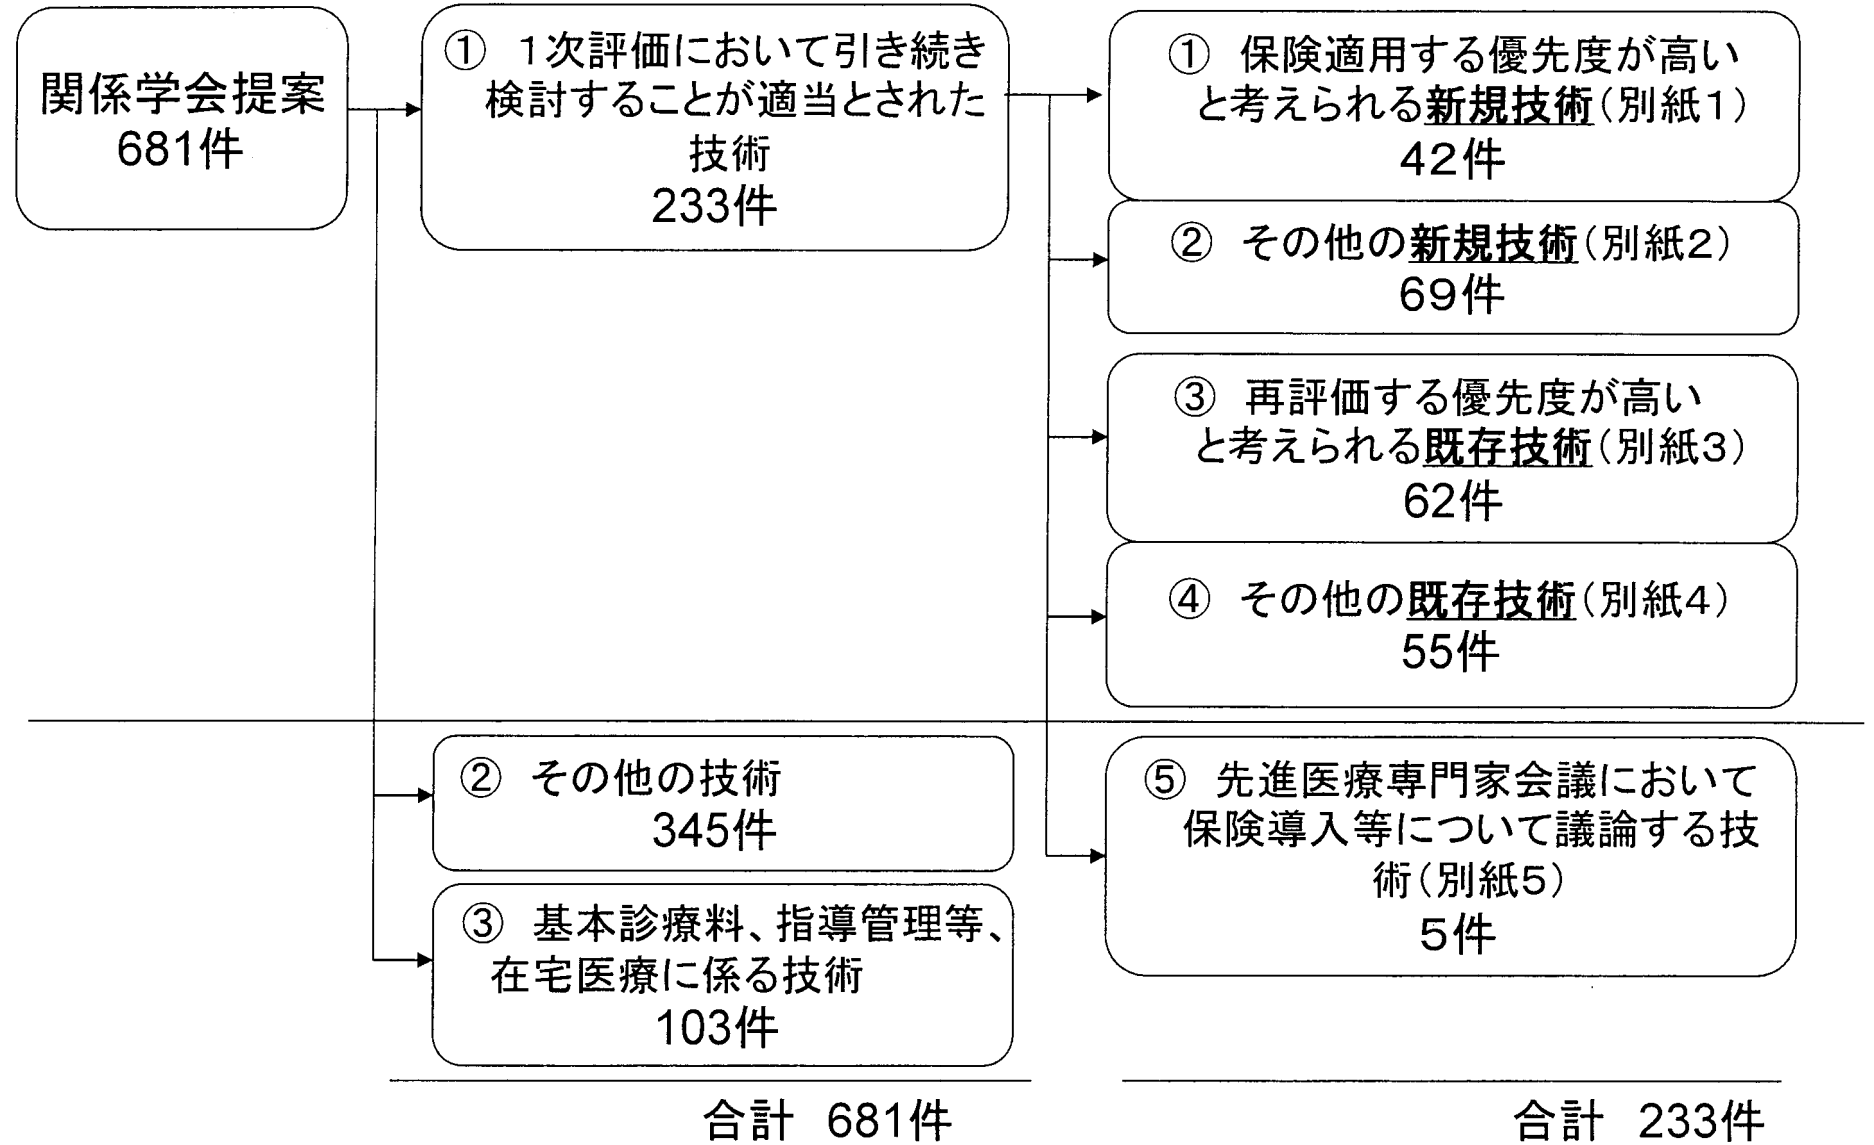 関係学会提案
681件
① 1次評価において引き続き
検討することが適当とされた
技術
233件
① 保険適用する優先度が高い
と考えられる新規技術(別紙1)
42件
② その他の新規技術(別紙2)
69件
③ 再評価する優先度が高い
と考えられる既存技術(別紙3)
62件
④ その他の既存技術(別紙4)
55件
② その他の技術
345件
③ 基本診療料、指導管理等、
在宅医療に係る技術
103件
合計 681件
⑤ 先進医療専門家会議において
保険導入等について議論する技
術(別紙5)
5件
合計 233件